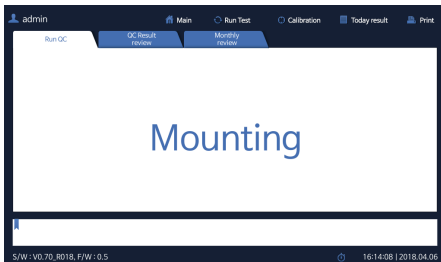 admin
Main
Run Test
Calibration
Today result
Print
Run QC
QC Result
review
Monthly
review
Mounting
S/W : V0.70_R018, F/W : 0.5
16:14:08 | 2018.04.06